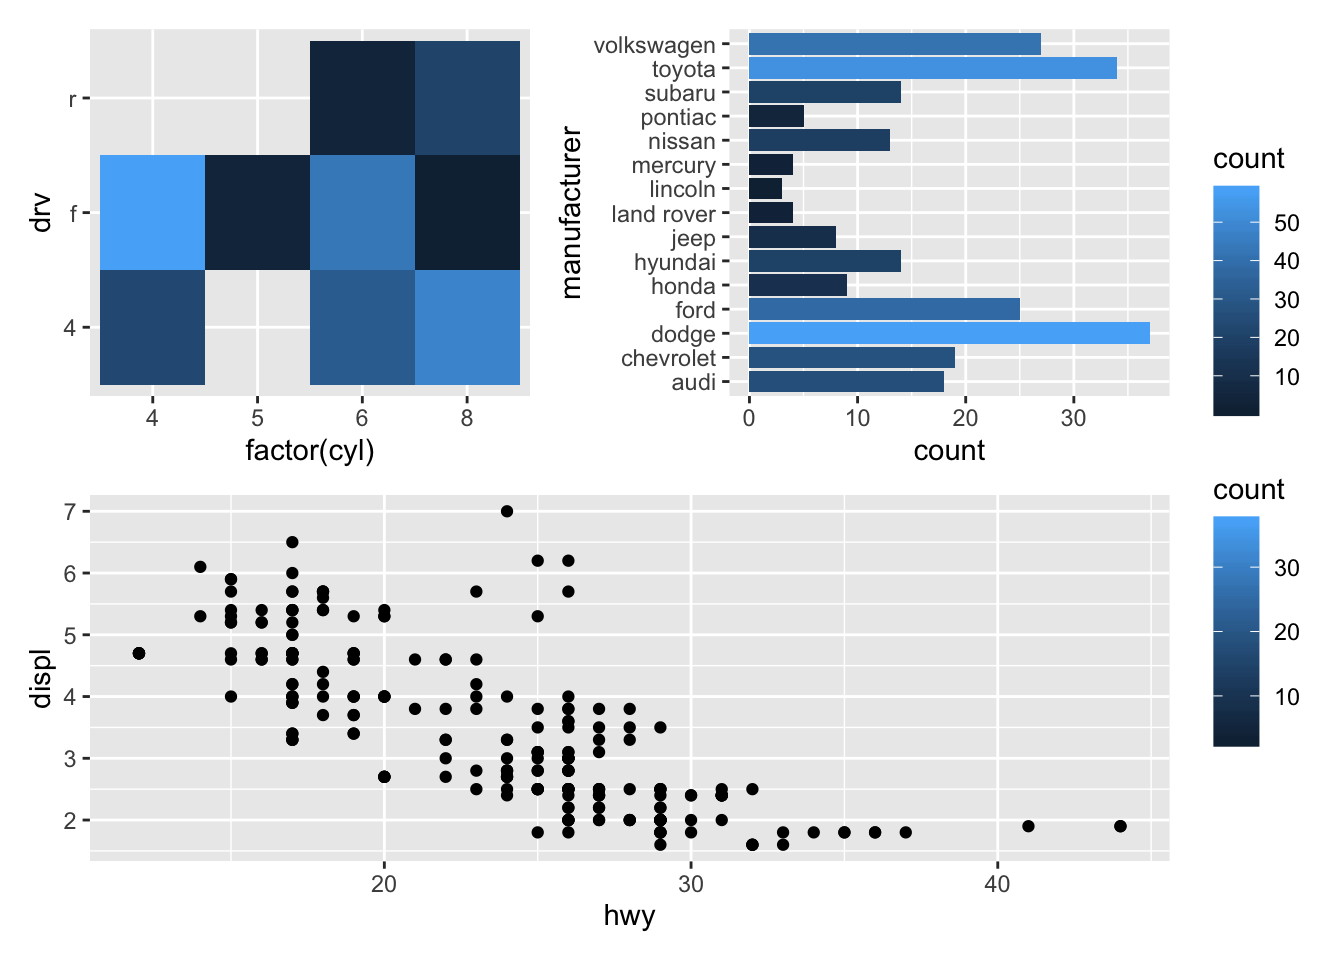 drv
r
f
4
4 5 6 8
factor(cyl)
manufacturer
volkswagen
toyota
subaru
pontiac
nissan
mercury
lincoln
land rover
jeep
hyundai
honda
ford
dodge
chevrolet
audi
0 10 20 30
count
count
50
40
30
20
10
count
30
20
10
displ
7
6
5
4
3
2
20 30 40
hwy